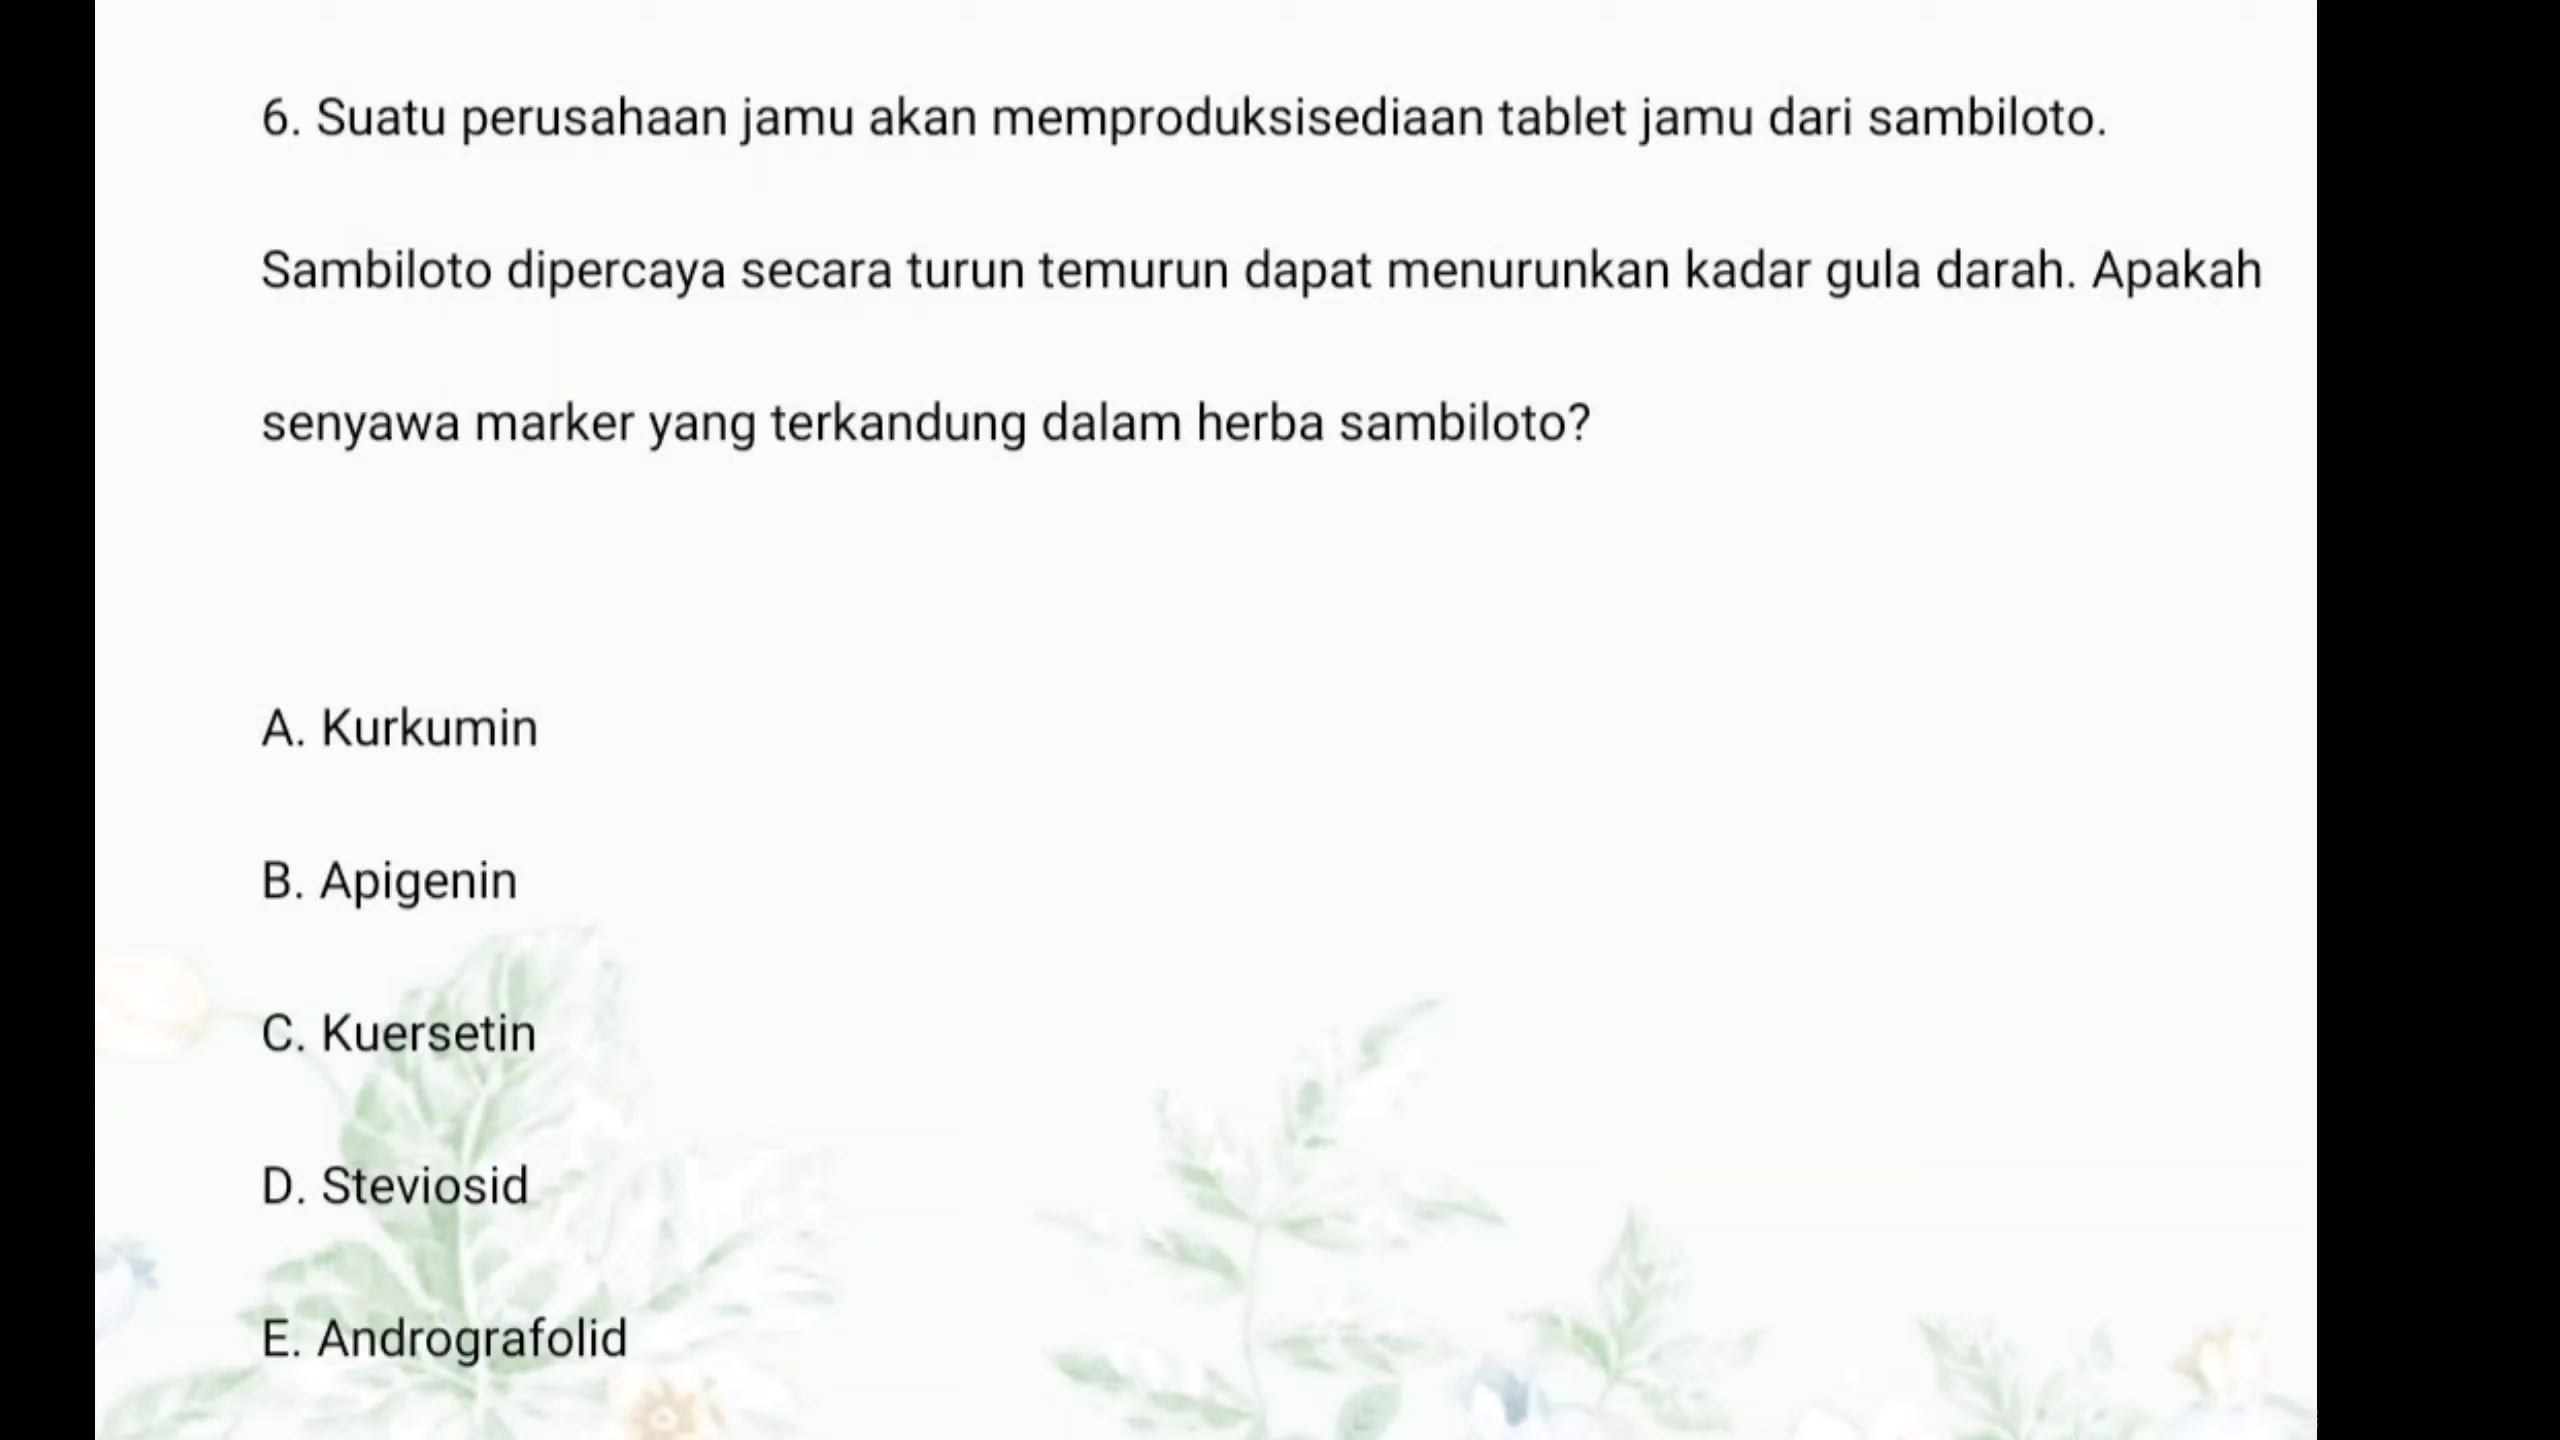 6. Suatu perusahaan jamu akan memproduksisediaan tablet jamu dari sambiloto.
Sambiloto dipercaya secara turun temurun dapat menurunkan kadar gula darah. Apakah
senyawa marker yang terkandung dalam herba sambiloto?
A. Kurkumin
B. Apigenin
C. Kuersetin
D. Steviosid
E. Andrografolid